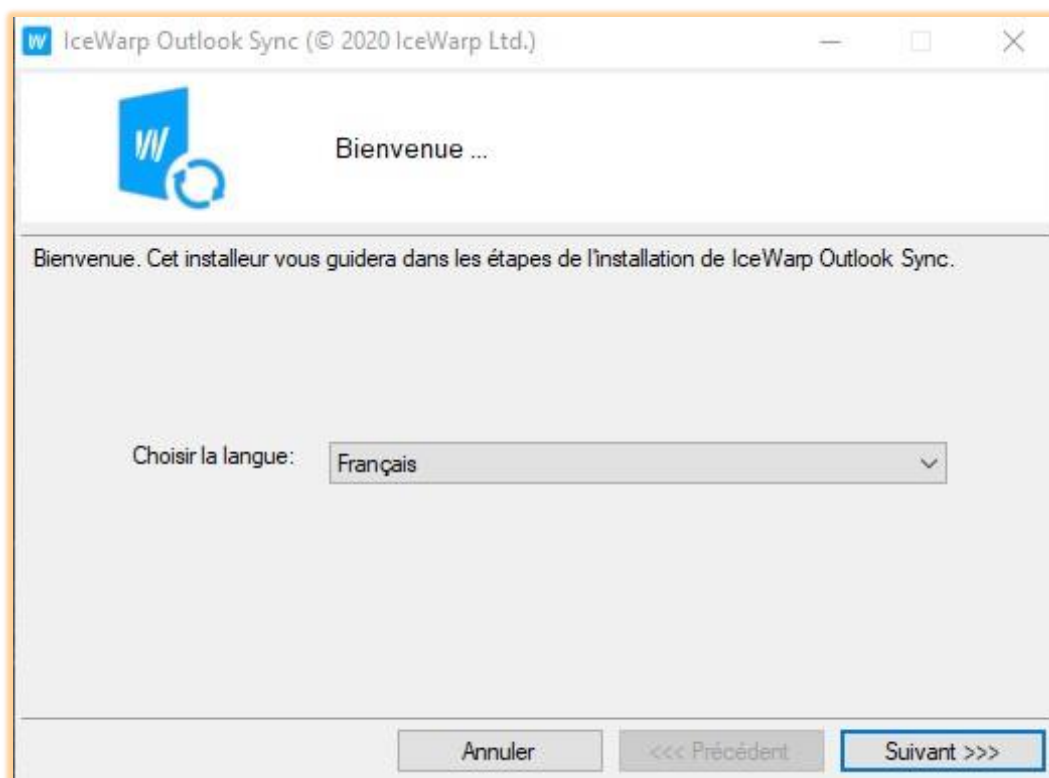 IceWarp Outlook Sync (© 2020 IceWarp Ltd.)
Bienvenue ...
Bienvenue. Cet installeur vous guidera dans les étapes de l'installation de IceWarp Outlook Sync.
Choisir la langue: Français
Annuler <<< Précédent Suivant >>>